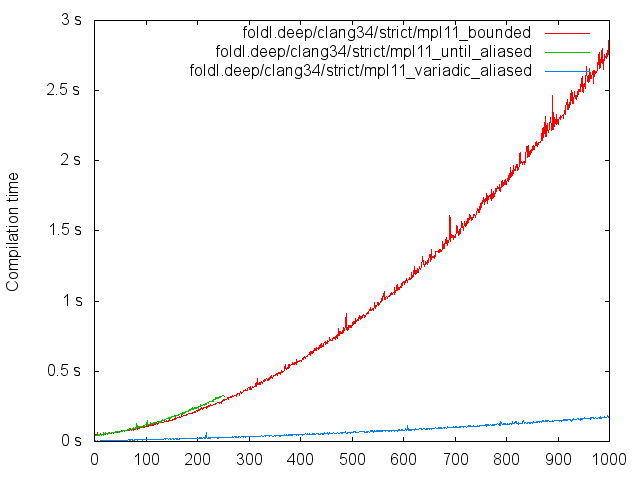 foldl.deep/clang34/strict/mpl11_bounded
foldl.deep/clang34/strict/mpl11_until_aliased
foldl.deep/clang34/strict/mpl11_variadic_aliased
Compilation time
3 s
2.5 s
2 s
1.5 s
1 s
0.5 s
0 s
0 100 200 300 400 500 600 700 800 900 1000